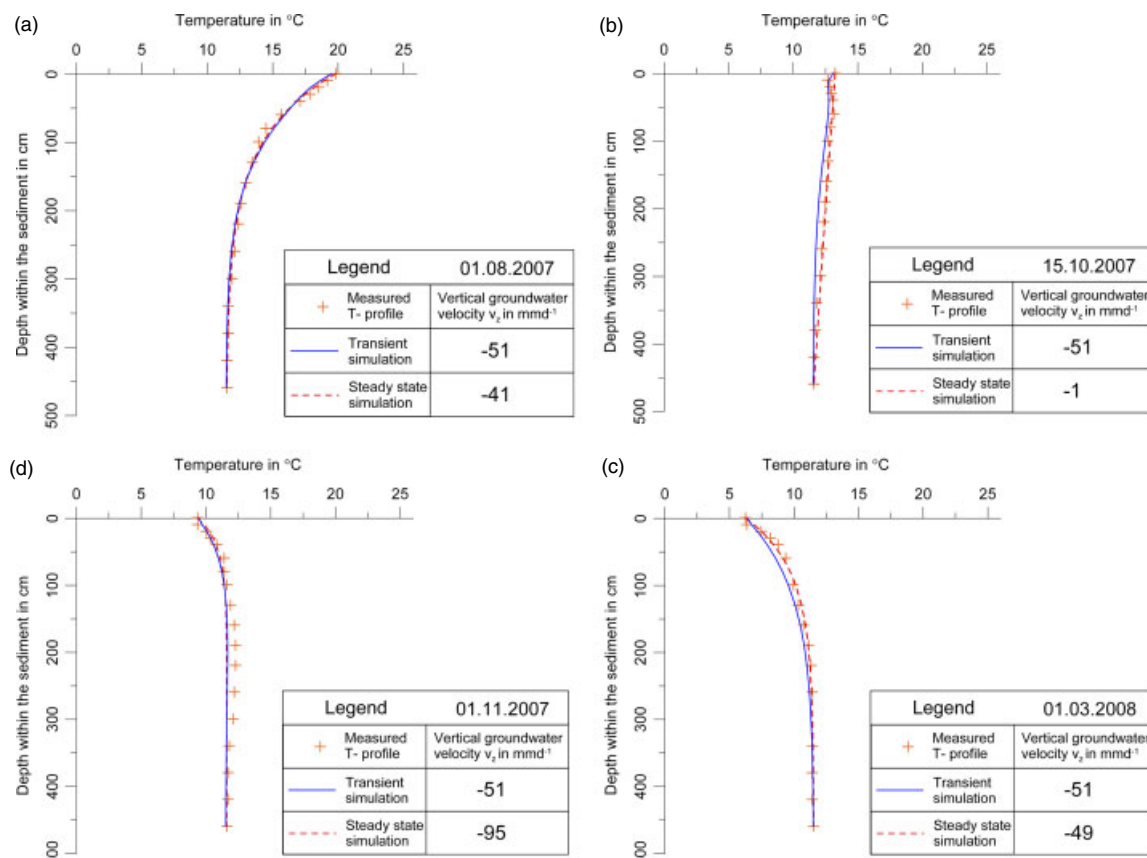 (a)
Temperature in °C
0 5 10 15 20 25
Depth within the sediment in cm
0
100
200
300
400
500
Legend 01.08.2007
Measured T- profile
Vertical groundwater velocity vz in mmd-1
Transient simulation -51
Steady state simulation -41
(b)
Temperature in °C
0 5 10 15 20 25
Depth within the sediment in cm
0
100
200
300
400
500
Legend 15.10.2007
Measured T- profile
Vertical groundwater velocity vz in mmd-1
Transient simulation -51
Steady state simulation -1
(d)
Temperature in °C
0 5 10 15 20 25
Depth within the sediment in cm
0
100
200
300
400
00
Legend 01.11.2007
Measured T- profile
Vertical groundwater velocity vz in mmd-1
Transient simulation -51
Steady state simulation -95
(c)
Temperature in °C
0 5 10 15 20 25
Depth within the sediment in cm
0
100
200
300
400
00
Legend 01.03.2008
Measured T- profile
Vertical groundwater velocity vz in mmd-1
Transient simulation -51
Steady state simulation -49